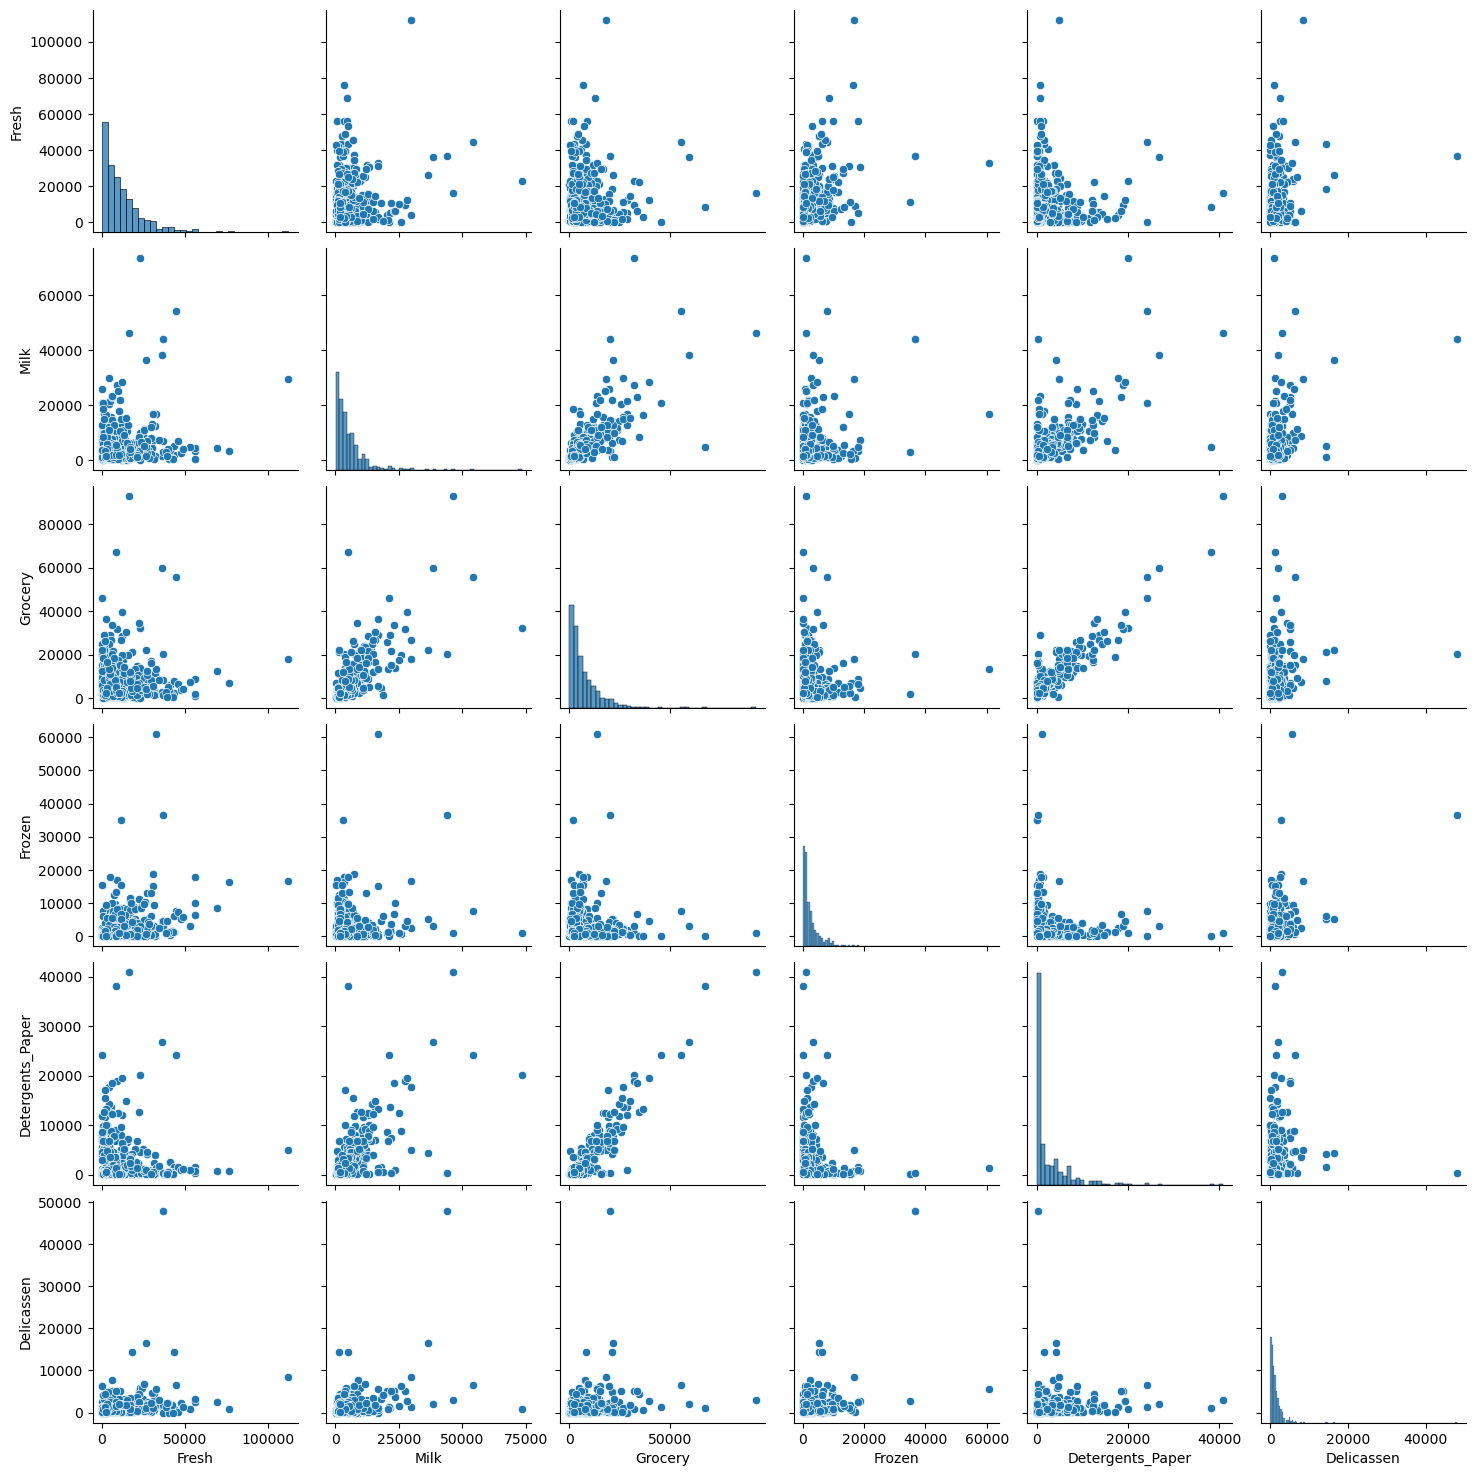 100000
80000
60000
40000
20000
0
Fresh
60000
40000
20000
0
Milk
80000
60000
40000
20000
0
Grocery
60000
50000
40000
30000
20000
10000
0
Frozen
40000
30000
20000
10000
0
Detergents_Paper
50000
40000
30000
20000
10000
0
Delicassen
0 50000 100000
0 25000 50000 75000
0 50000
0 20000 40000 60000
0 20000 40000
0 20000 40000
Fresh Milk Grocery Frozen Detergents_Paper Delicassen